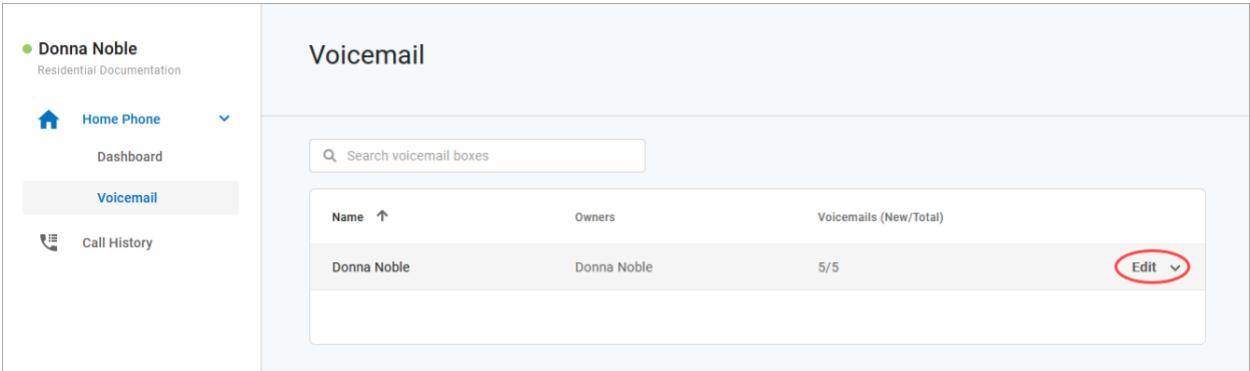 Donna Noble
Residential Documentation
Home Phone
Dashboard
Voicemail
Call History
Voicemail
Search voicemail boxes
Name Owners Voicemails (New/Total)
Donna Noble Donna Noble 5/5 Edit